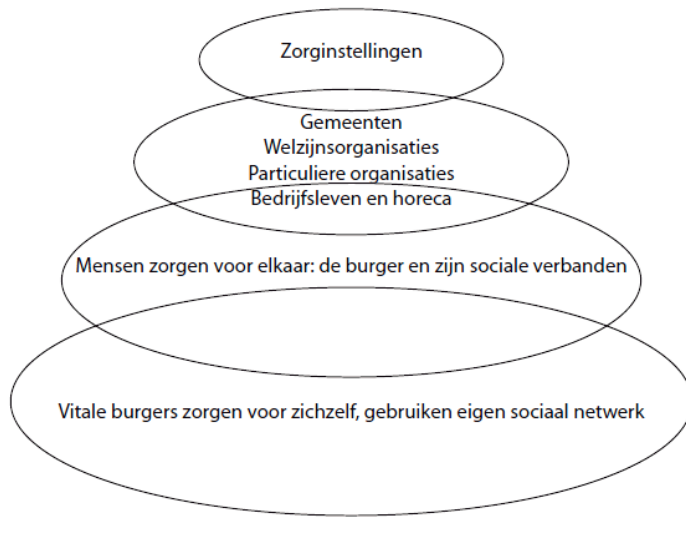 Zorginstellingen
Gemeenten
Welzijnsorganisaties
Particuliere organisaties
Bedrijfsleven en horeca
Mensen zorgen voor elkaar: de burger en zijn sociale verbanden
Vitale burgers zorgen voor zichzelf, gebruiken eigen sociaal netwerk